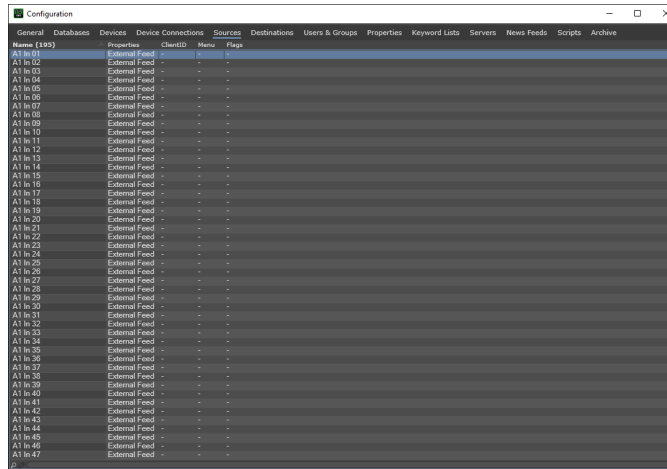 Configuration
General Databases Devices Device Connections Sources Destinations Users & Groups Properties Keyword Lists Servers News Feeds Scripts Archive
Name (195) Properties ClientID Menu Flags
A1 In 01 External Feed - - -
A1 In 02 External Feed - - -
A1 In 03 External Feed - - -
A1 In 04 External Feed - - -
A1 In 05 External Feed - - -
A1 In 06 External Feed - - -
A1 In 07 External Feed - - -
A1 In 08 External Feed - - -
A1 In 09 External Feed - - -
A1 In 10 External Feed - - -
A1 In 11 External Feed - - -
A1 In 12 External Feed - - -
A1 In 13 External Feed - - -
A1 In 14 External Feed - - -
A1 In 15 External Feed - - -
A1 In 16 External Feed - - -
A1 In 17 External Feed - - -
A1 In 18 External Feed - - -
A1 In 19 External Feed - - -
A1 In 20 External Feed - - -
A1 In 21 External Feed - - -
A1 In 22 External Feed - - -
A1 In 23 External Feed - - -
A1 In 24 External Feed - - -
A1 In 25 External Feed - - -
A1 In 26 External Feed - - -
A1 In 27 External Feed - - -
A1 In 28 External Feed - - -
A1 In 29 External Feed - - -
A1 In 30 External Feed - - -
A1 In 31 External Feed - - -
A1 In 32 External Feed - - -
A1 In 33 External Feed - - -
A1 In 34 External Feed - - -
A1 In 35 External Feed - - -
A1 In 36 External Feed - - -
A1 In 37 External Feed - - -
A1 In 38 External Feed - - -
A1 In 39 External Feed - - -
A1 In 40 External Feed - - -
A1 In 41 External Feed - - -
A1 In 42 External Feed - - -
A1 In 43 External Feed - - -
A1 In 44 External Feed - - -
A1 In 45 External Feed - - -
A1 In 46 External Feed - - -
A1 In 47 External Feed - - -